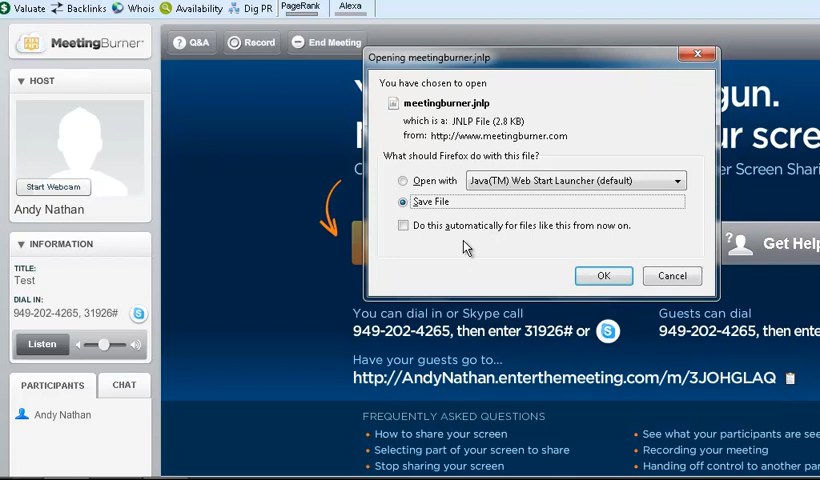 Valuate Backlinks Whois Availability Dig PR PageRank Alexa
MeetingBurner
Q&A Record End Meeting
HOST
Start Webcam
Andy Nathan
INFORMATION
TITLE:
Test
DIAL IN:
949-202-4265, 31926#
Listen
PARTICIPANTS CHAT
Andy Nathan
Opening meetingburner.jnlp
You have chosen to open
meetingburner.jnlp
which is a: JNLP File (2.8 KB)
from: http://www.meetingburner.com
What should Firefox do with this file?
Open with Java(TM) Web Start Launcher (default)
Save File
Do this automatically for files like this from now on.
OK Cancel
gun.
ur scre
er Screen Shari
? Get Help
You can dial in or Skype call
949-202-4265, then enter 31926# or
Guests can dial
949-202-4265, then ente
Have your guests go to...
http://AndyNathan.enterthemeeting.com/m/3JOHGLAQ
FREQUENTLY ASKED QUESTIONS
• How to share your screen
• Selecting part of your screen to share
• Stop sharing your screen
• See what your participants are see
• Recording your meeting
• Handing off control to another par